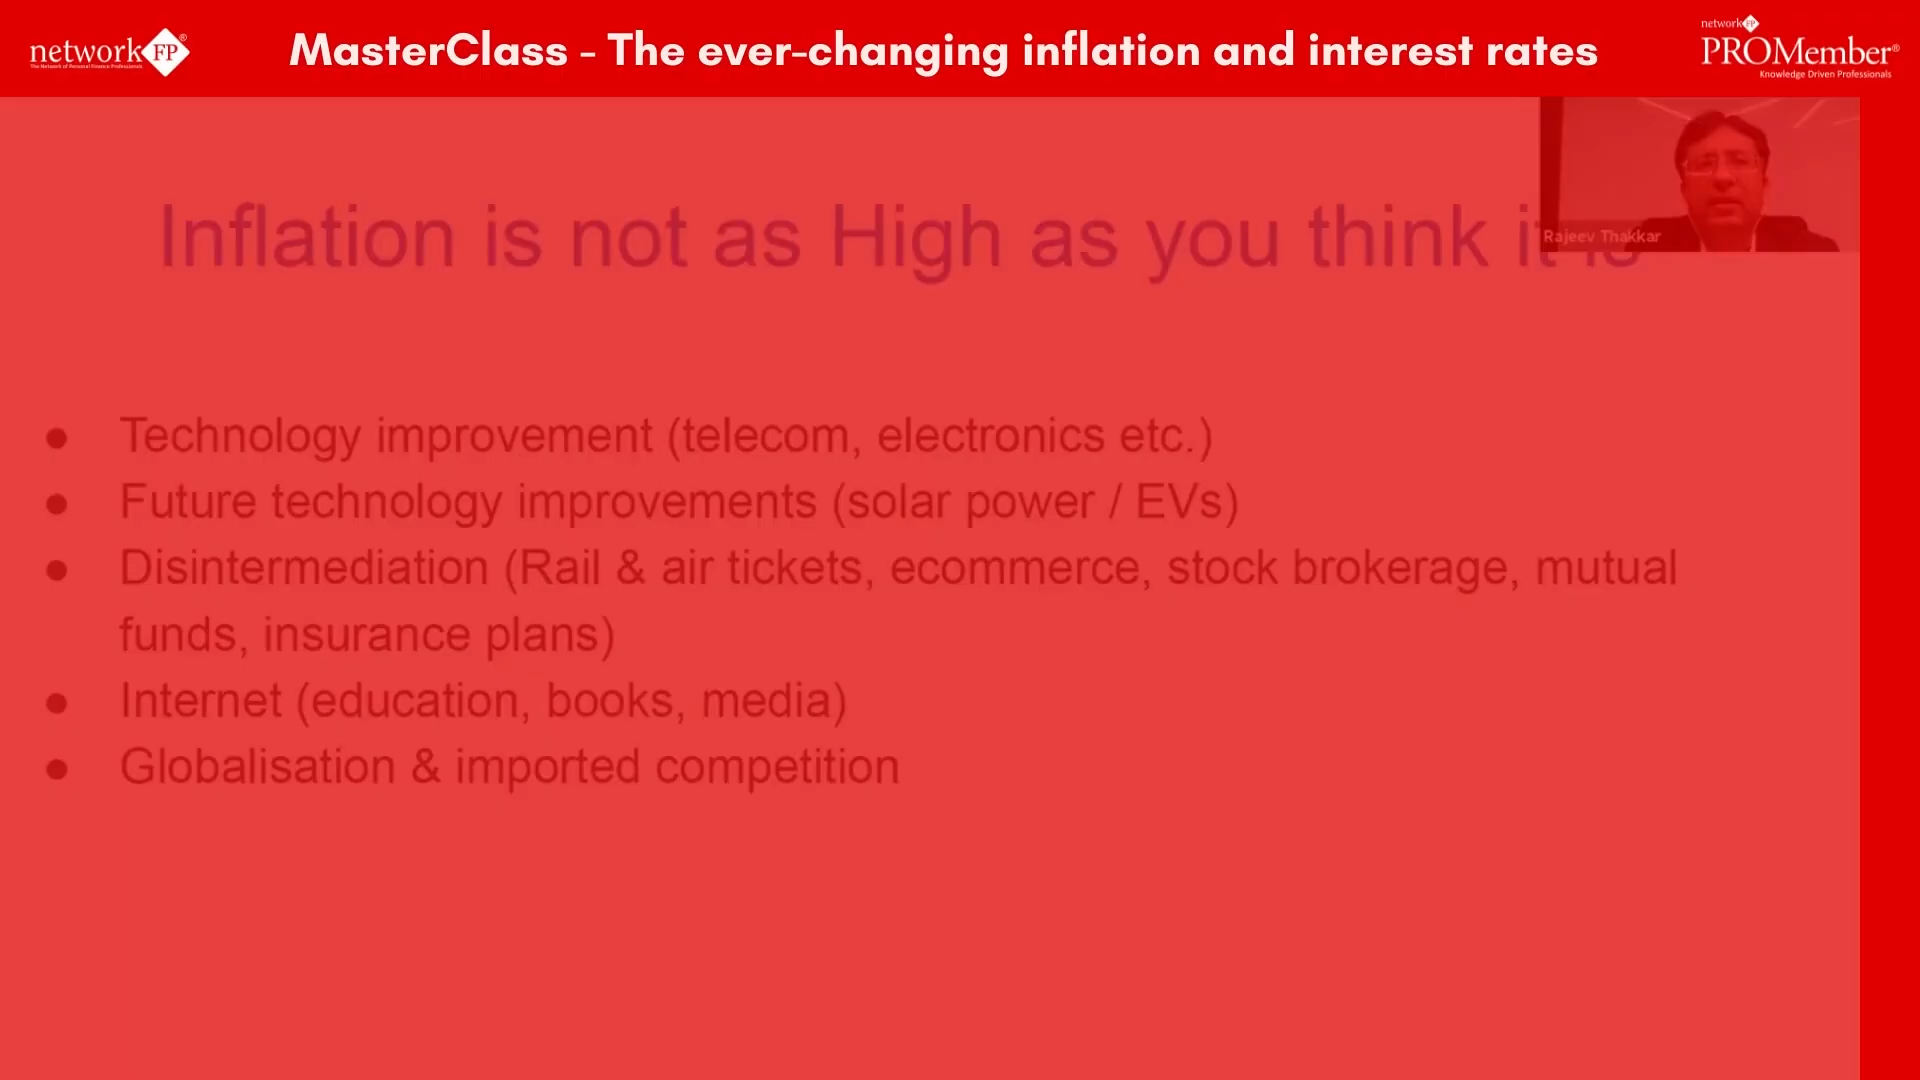 network FP®
The Network of Personal Finance Professionals
MasterClass - The ever-changing inflation and interest rates
network FP
PROMember®
Knowledge Driven Professionals
Rajeev Thakkar
Inflation is not as High as you think it is
● Technology improvement (telecom, electronics etc.)
● Future technology improvements (solar power / EVs)
● Disintermediation (Rail & air tickets, ecommerce, stock brokerage, mutual
funds, insurance plans)
● Internet (education, books, media)
● Globalisation & imported competition